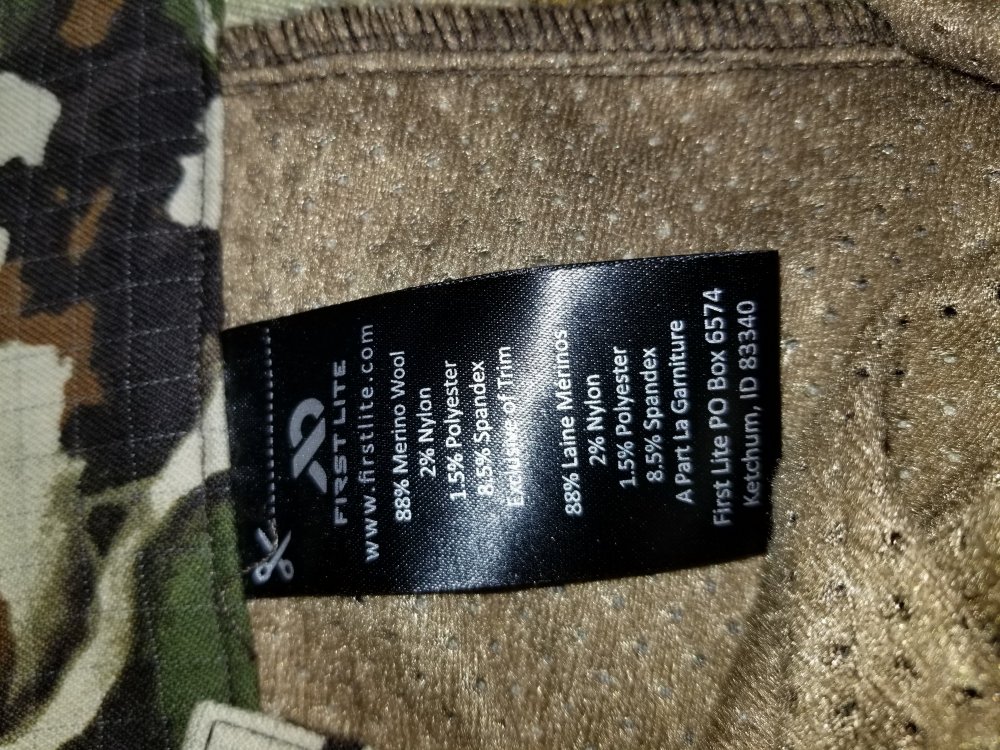 FIRST LITE
www.firstlite.com
88% Merino Wool
2% Nylon
1.5% Polyester
8.5% Spandex
Exclusive of Trim
88% Laine Merinos
2% Nylon
1.5% Polyester
8.5% Spandex
A Part La Garniture
First Lite PO Box 6574
Ketchum, ID 83340